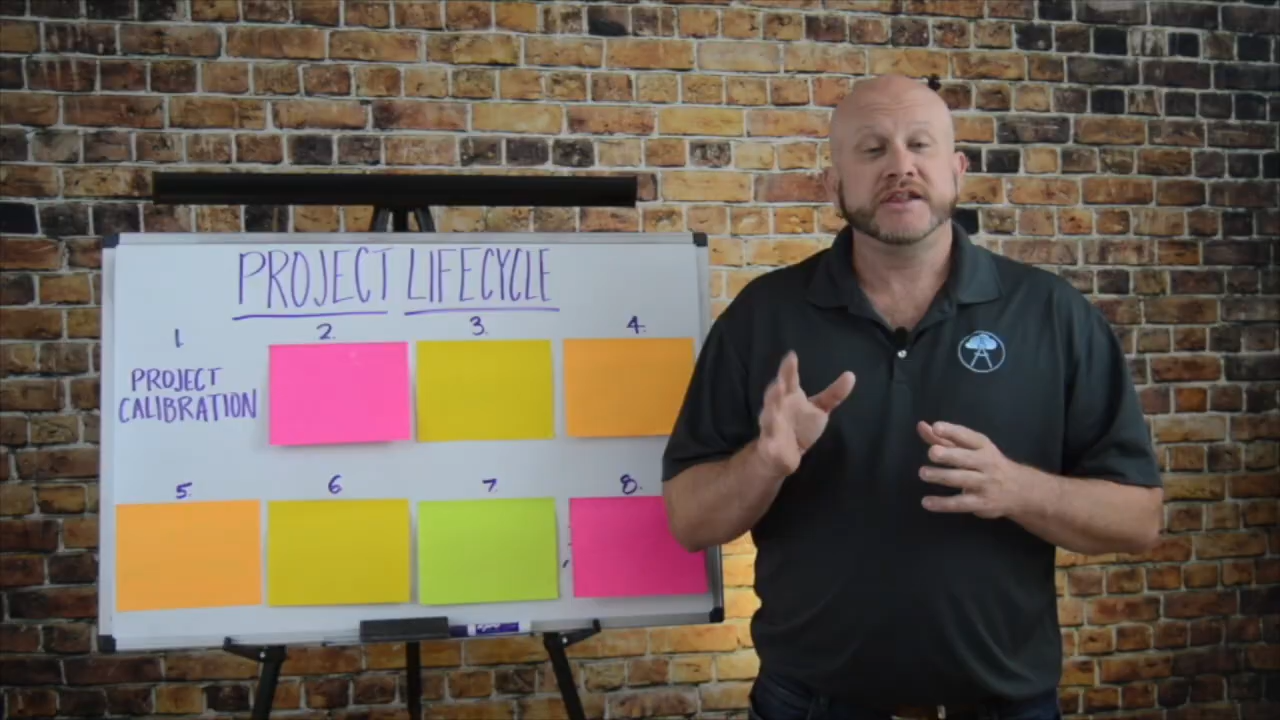 PROJECT LIFECYCLE
1.
2.
3.
4.
PROJECT
CALIBRATION
5.
6.
7.
8.